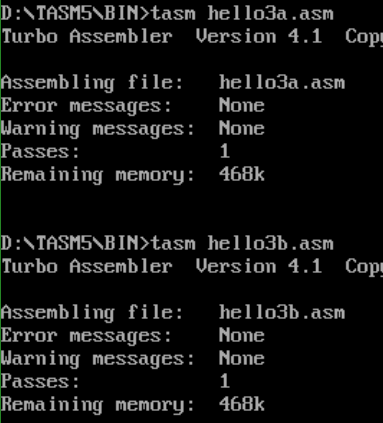 D:\TASM5\BIN>tasm hello3a.asm
Turbo Assembler  Version 4.1  Copy
Assembling file:   hello3a.asm
Error messages:    None
Warning messages:  None
Passes:            1
Remaining memory:  468k
D:\TASM5\BIN>tasm hello3b.asm
Turbo Assembler  Version 4.1  Copy
Assembling file:   hello3b.asm
Error messages:    None
Warning messages:  None
Passes:            1
Remaining memory:  468k